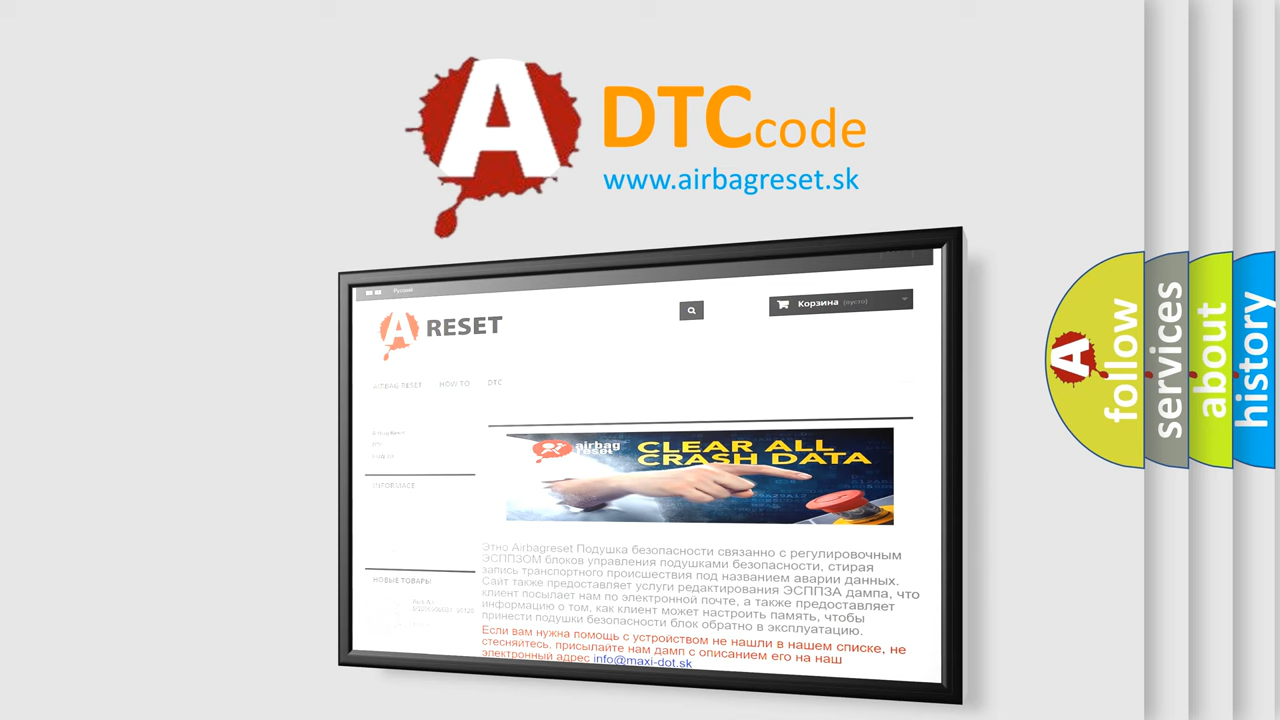 A DTCcode
www.airbagreset.sk
Русский
A RESET
Корзина (пусто)
AIRBAG RESET HOW TO DTC
airbag
reset
CLEAR ALL
CRASH DATA
INFORMACE
Этно Airbagreset Подушка безопасности связанно с регулировочным
ЭСППЗОМ блоков управления подушками безопасности, стирая
запись транспортного происшествия под названием аварии данных.
Сайт также предоставляет услуги редактирования ЭСППЗА дампа, что
клиент посылает нам по электронной почте, а также предоставляет
информацию о том, как клиент может настроить память, чтобы
принести подушки безопасности блок обратно в эксплуатацию.
НОВЫЕ ТОВАРЫ
Если вам нужна помощь с устройством не нашли в нашем списке, не
стесняйтесь, присылайте нам дамп с описанием его на наш
электронный адрес info@maxi-dot.sk
A
follow
services
about
history